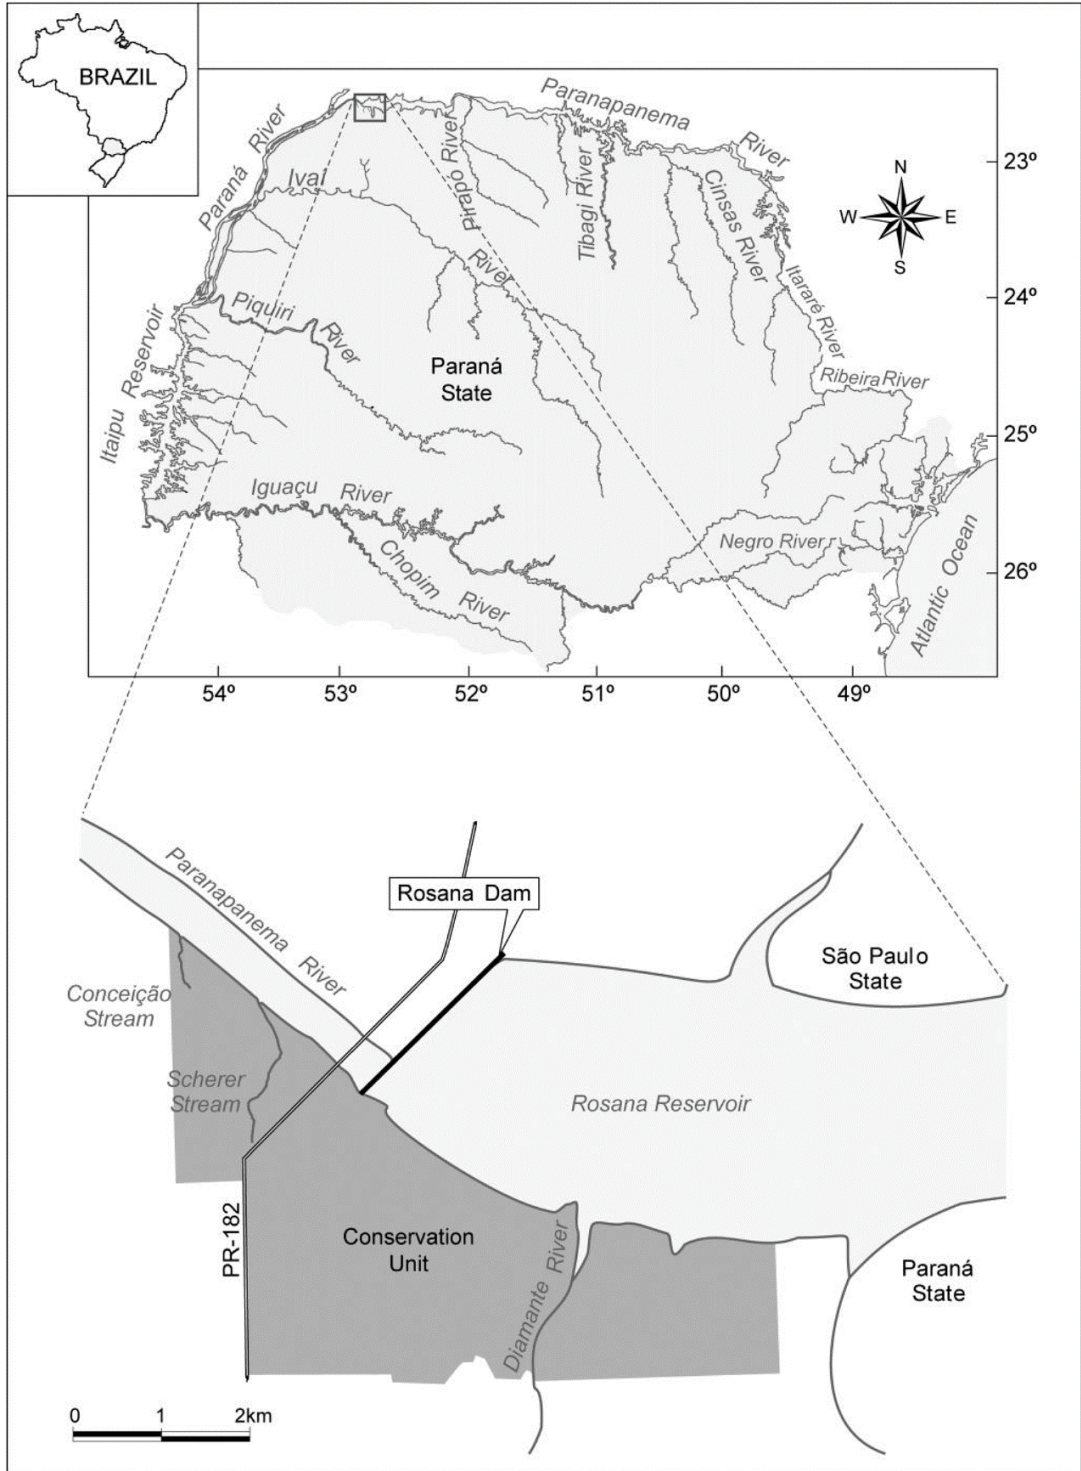 BRAZIL
Paranapanema
River
Paraná River
Ivaí
River
Pirapo River
Tibagi River
Cinsas River
Itararé River
N
W
E
S
23º
24º
25º
26º
Piquiri
River
Paraná
State
Itaipu Reservoir
Ribeira River
Iguaçu River
Chopim River
Negro River
Atlantic Ocean
54º
53º
52º
51º
50º
49º
Paranapanema
River
Rosana Dam
São Paulo
State
Conceição
Stream
Scherer
Stream
Rosana Reservoir
PR-182
Conservation
Unit
Diamante River
Paraná
State
0
1
2km